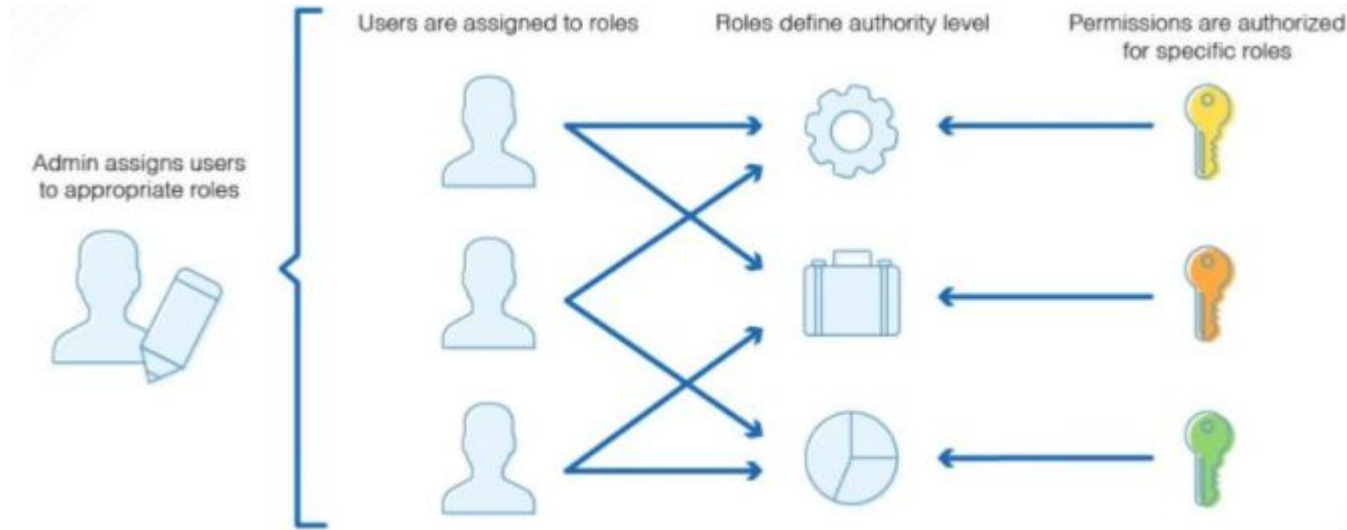 Users are assigned to roles
Roles define authority level
Permissions are authorized
for specific roles
Admin assigns users
to appropriate roles